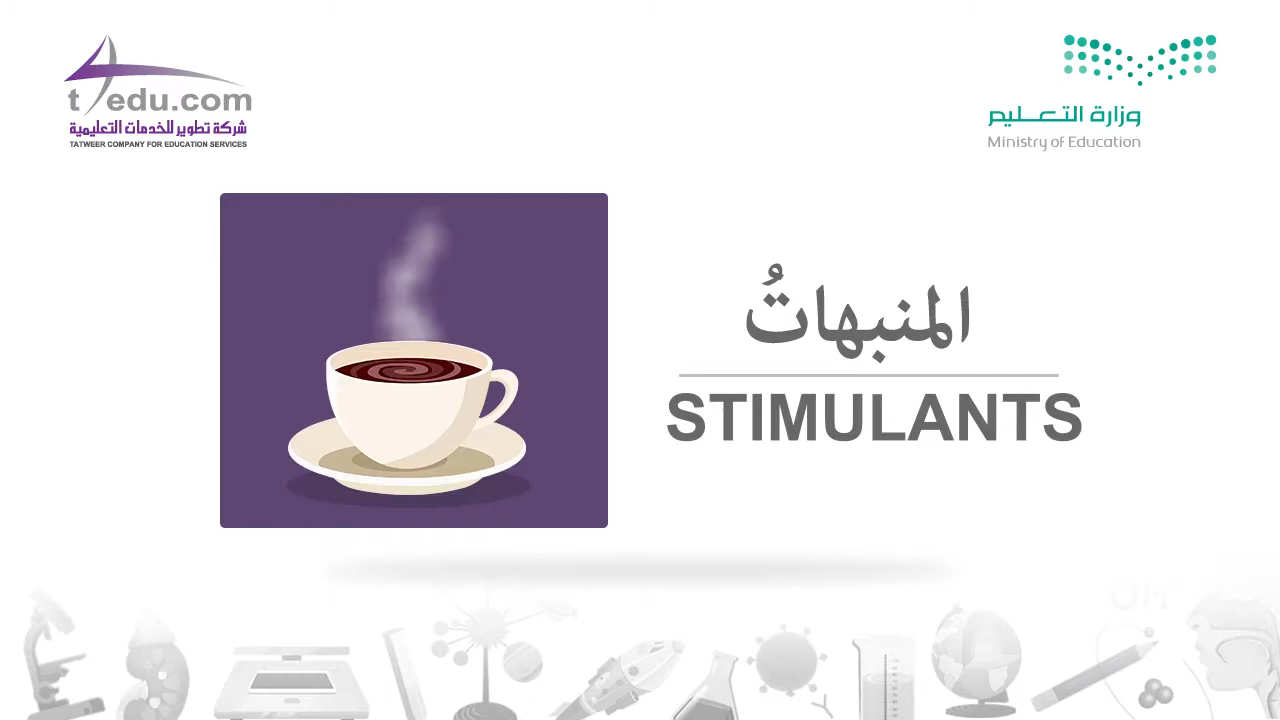 t4edu.com
شركة تطوير للخدمات التعليمية
TATWEER COMPANY FOR EDUCATION SERVICES
وزارة التعليم
Ministry of Education
المنبهاتُ
STIMULANTS